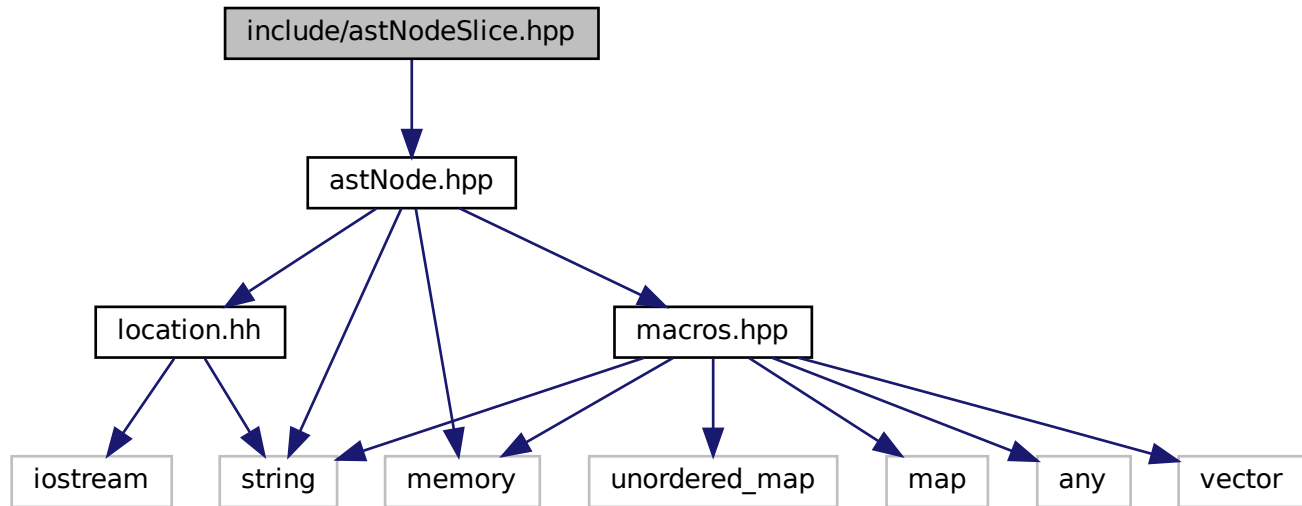 include/astNodeSlice.hpp
astNode.hpp
location.hh
macros.hpp
iostream
string
memory
unordered_map
map
any
vector